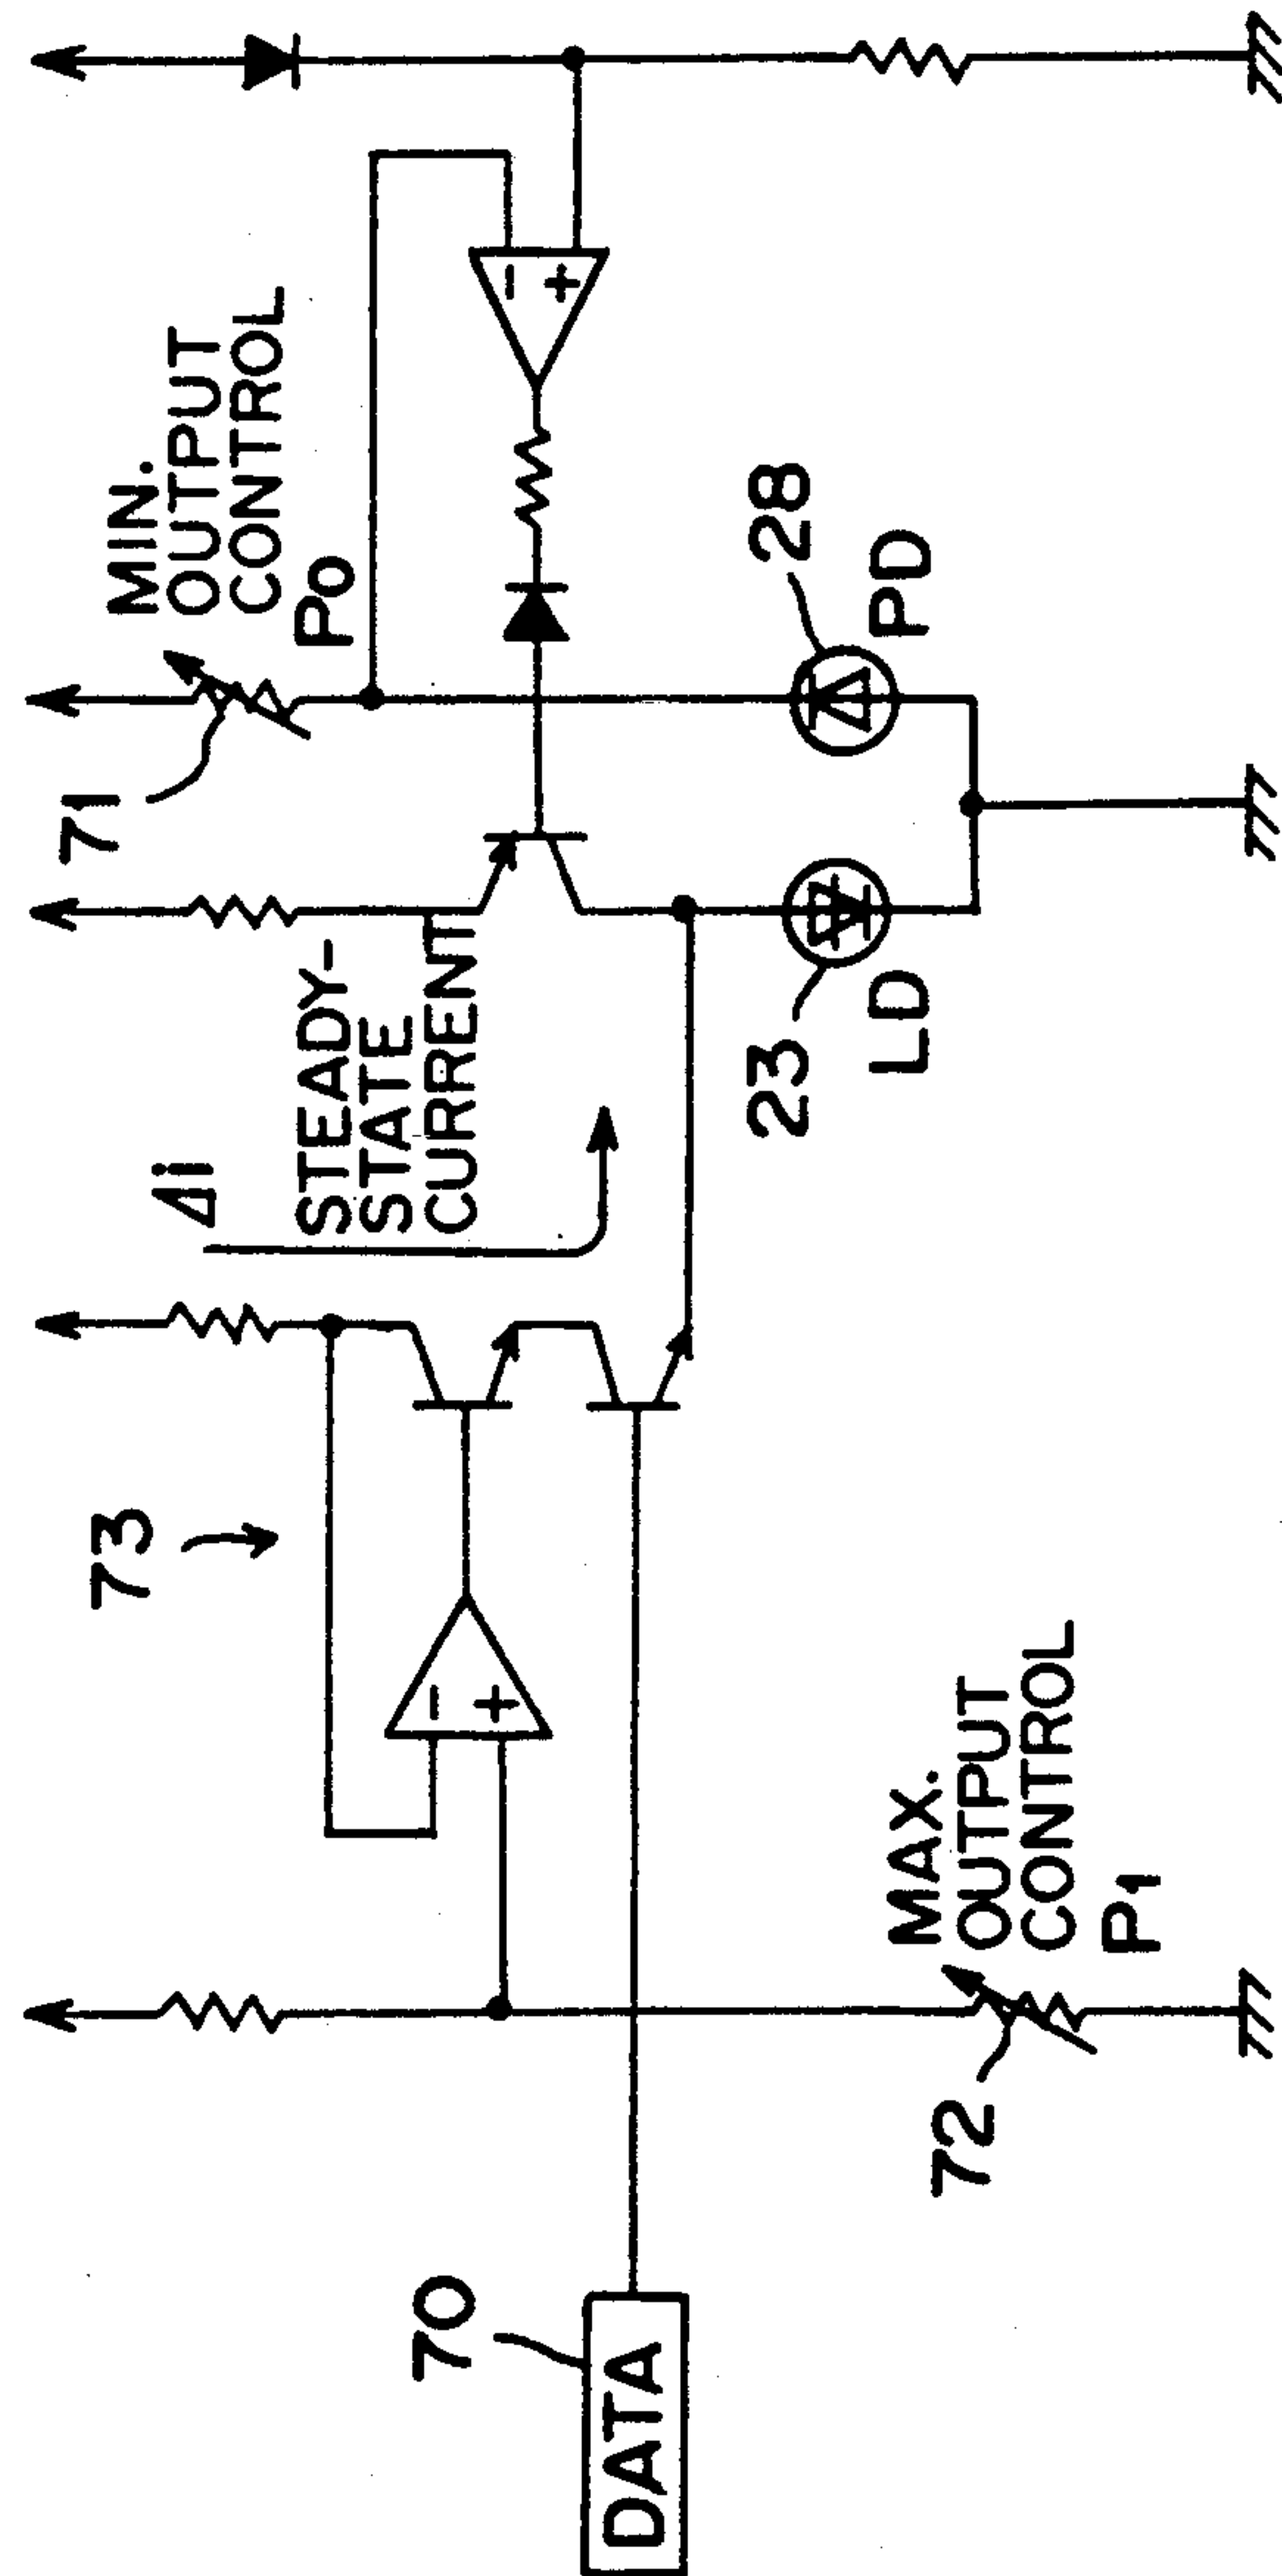 70
DATA
73
Δi
STEADY-
STATE
CURRENT
71
MIN.
OUTPUT
CONTROL
P0
-
+
-
+
72
MAX.
OUTPUT
CONTROL
P1
23
LD
28
PD